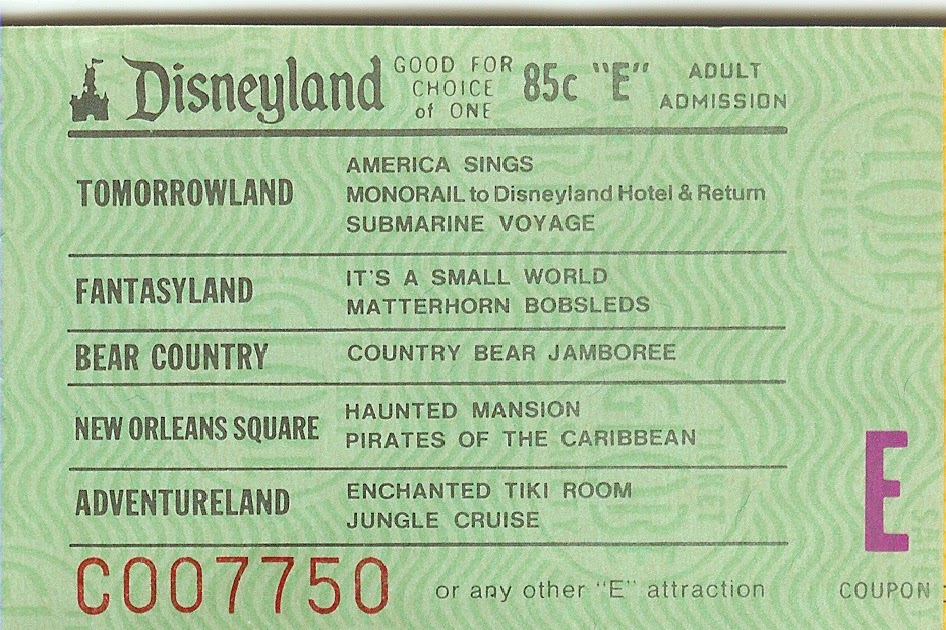 Disneyland GOOD FOR CHOICE of ONE 85c "E" ADULT ADMISSION
TOMORROWLAND
AMERICA SINGS
MONORAIL to Disneyland Hotel & Return
SUBMARINE VOYAGE
FANTASYLAND
IT'S A SMALL WORLD
MATTERHORN BOBSLEDS
BEAR COUNTRY
COUNTRY BEAR JAMBOREE
NEW ORLEANS SQUARE
HAUNTED MANSION
PIRATES OF THE CARIBBEAN
ADVENTURELAND
ENCHANTED TIKI ROOM
JUNGLE CRUISE
E
COUPON
C007750
or any other "E" attraction